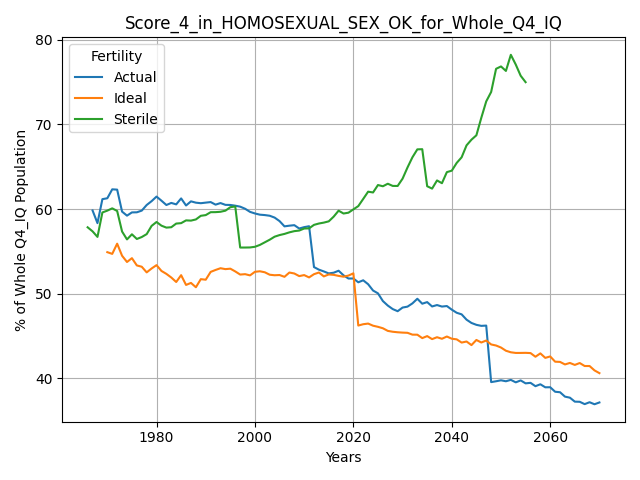 Score_4_in_HOMOSEXUAL_SEX_OK_for_Whole_Q4_IQ
Fertility
Actual
Ideal
Sterile
% of Whole Q4_IQ Population
80
70
60
50
40
1980
2000
2020
2040
2060
Years